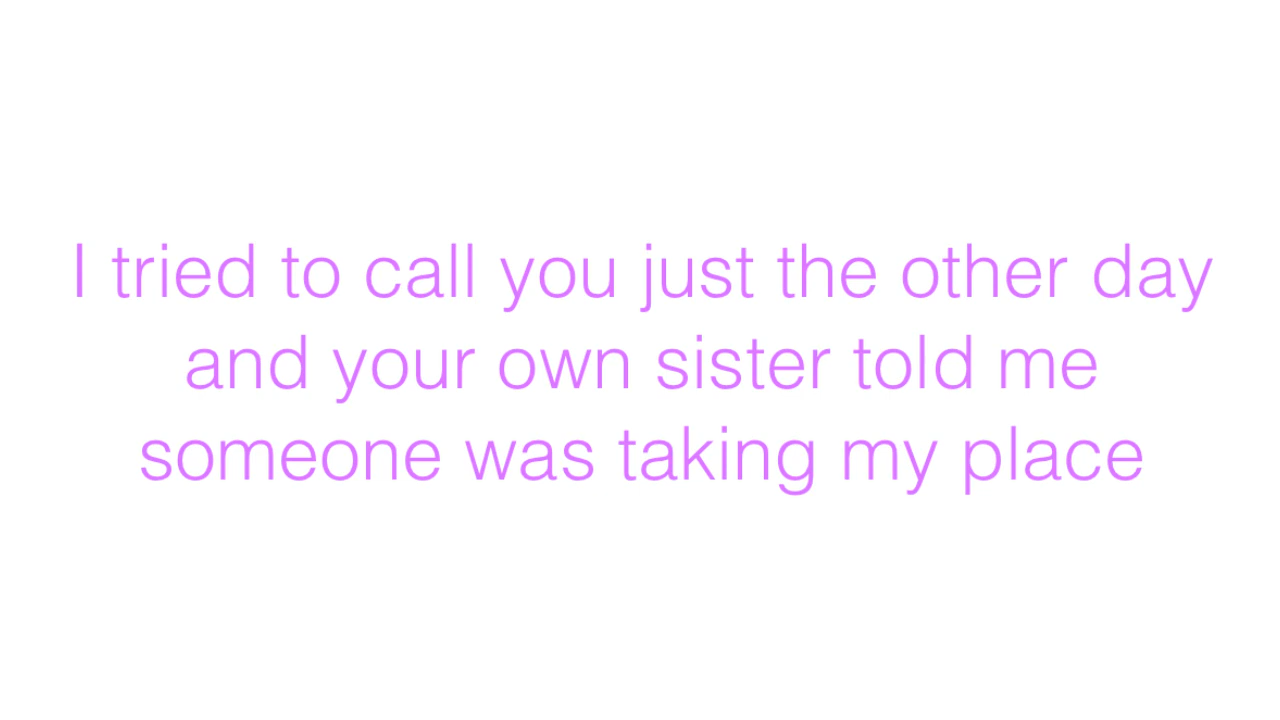 I tried to call you just the other day
and your own sister told me
someone was taking my place